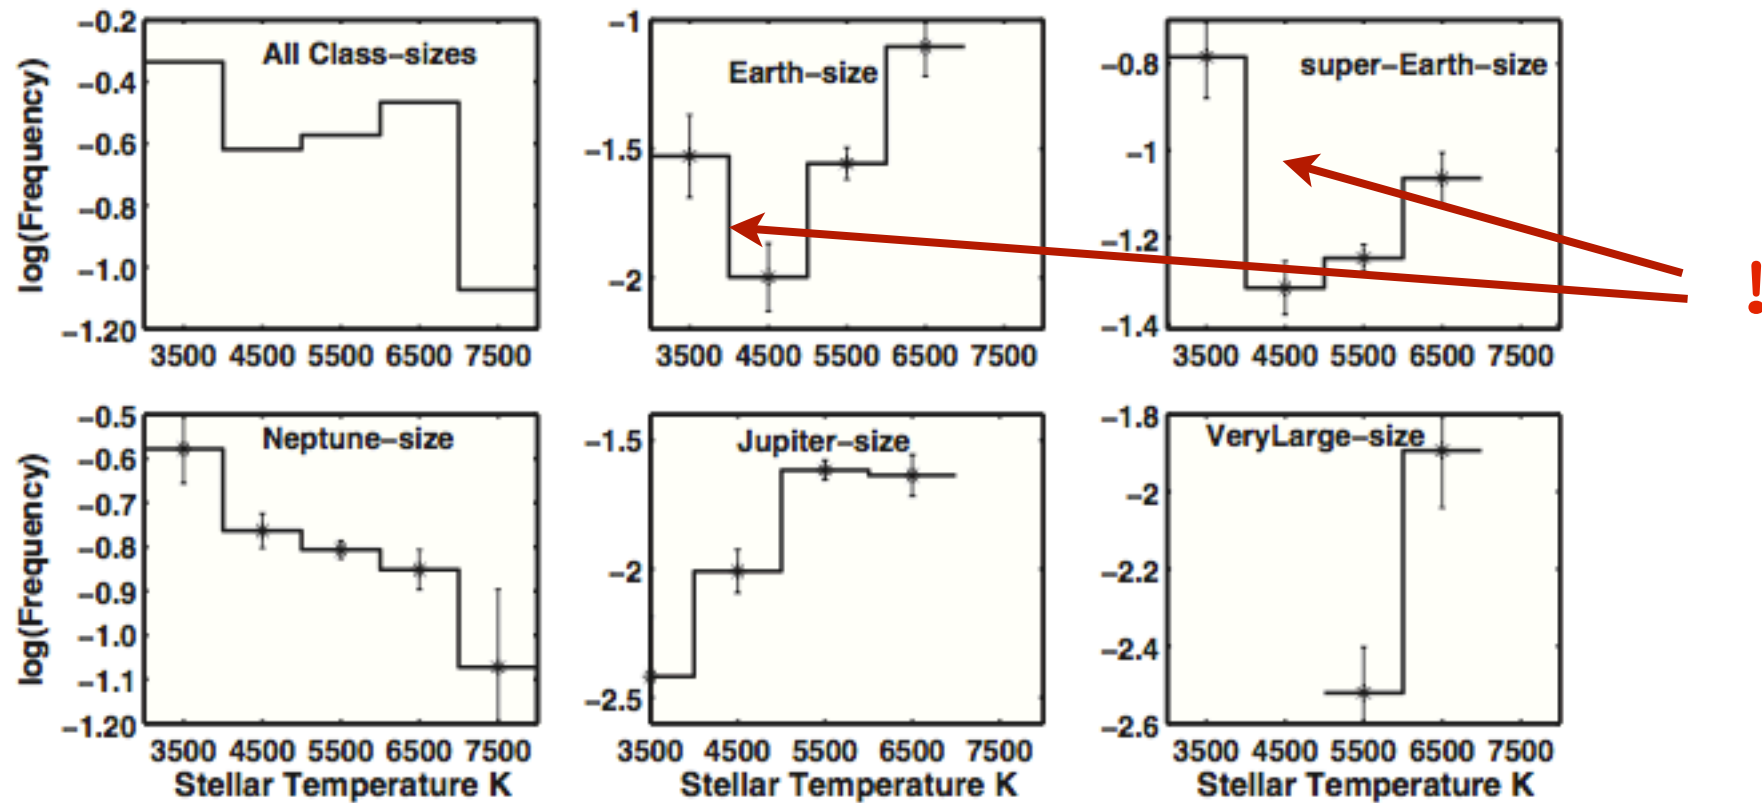 All Class-sizes
log(Frequency)
-0.2
-0.4
-0.6
-0.8
-1.0
-1.20
3500 4500 5500 6500 7500
Earth-size
-1
-1.5
-2
3500 4500 5500 6500 7500
super-Earth-size
-0.8
-1
-1.2
-1.4
3500 4500 5500 6500 7500
!
Neptune-size
log(Frequency)
-0.5
-0.6
-0.7
-0.8
-0.9
-1.0
-1.1
-1.20
3500 4500 5500 6500 7500
Stellar Temperature K
Jupiter-size
-1.5
-2
-2.5
3500 4500 5500 6500 7500
Stellar Temperature K
VeryLarge-size
-1.8
-2
-2.2
-2.4
-2.6
3500 4500 5500 6500 7500
Stellar Temperature K